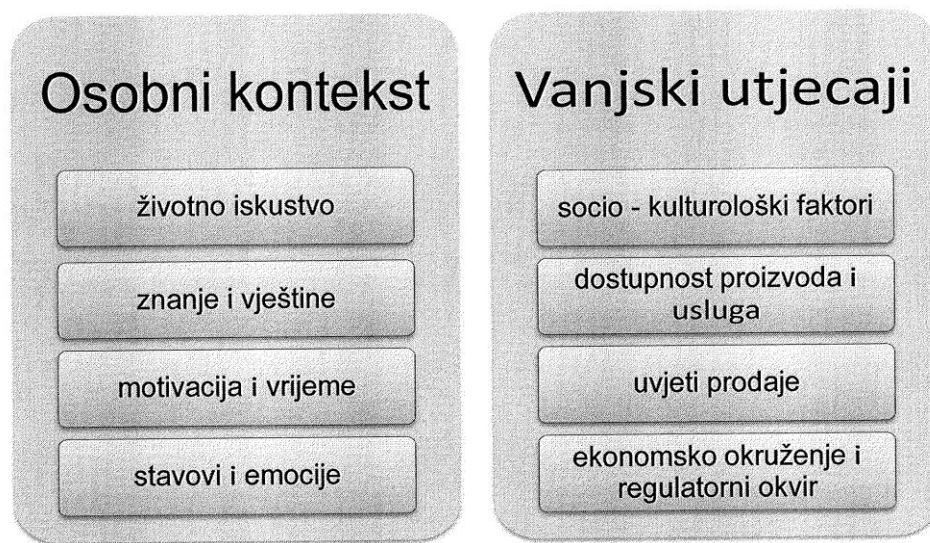 Osobni kontekst
životno iskustvo
znanje i vještine
motivacija i vrijeme
stavovi i emocije
Vanjski utjecaji
socio - kulturološki faktori
dostupnost proizvoda i
usluga
uvjeti prodaje
ekonomsko okruženje i
regulatorni okvir